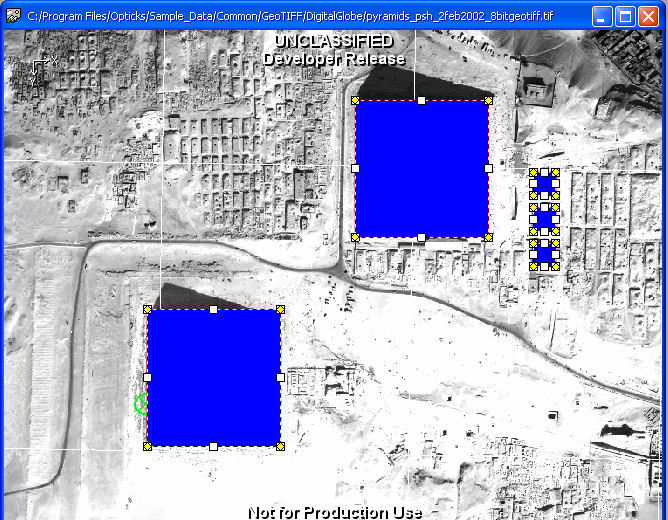 C:/Program Files/Opticks/Sample_Data/Common/GeoTIFF/DigitalGlobe/pyramids_psh_2feb2002_8bitgeotiff.tif
UNCLASSIFIED
Developer Release
X
Y
Not for Production Use